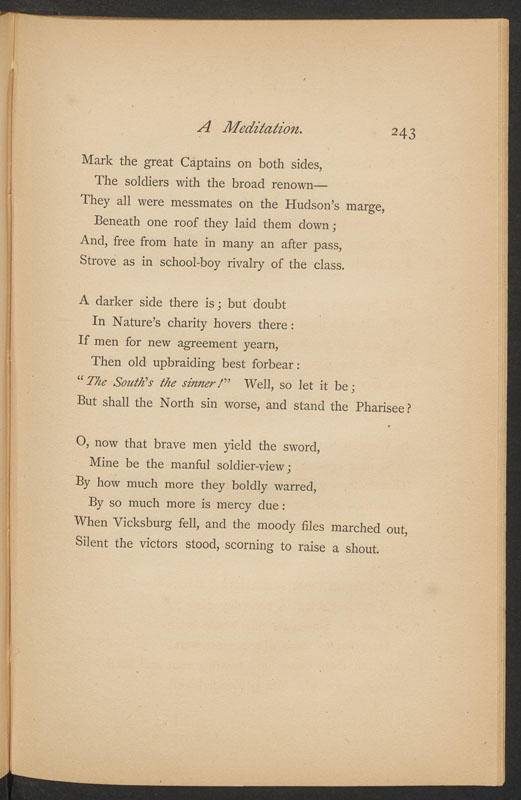 A Meditation. 243
Mark the great Captains on both sides,
The soldiers with the broad renown—
They all were messmates on the Hudson's marge,
Beneath one roof they laid them down;
And, free from hate in many an after pass,
Strove as in school-boy rivalry of the class.
A darker side there is; but doubt
In Nature's charity hovers there:
If men for new agreement yearn,
Then old upbraiding best forbear:
"The South's the sinner!" Well, so let it be;
But shall the North sin worse, and stand the Pharisee?
O, now that brave men yield the sword,
Mine be the manful soldier-view;
By how much more they boldly warred,
By so much more is mercy due:
When Vicksburg fell, and the moody files marched out,
Silent the victors stood, scorning to raise a shout.